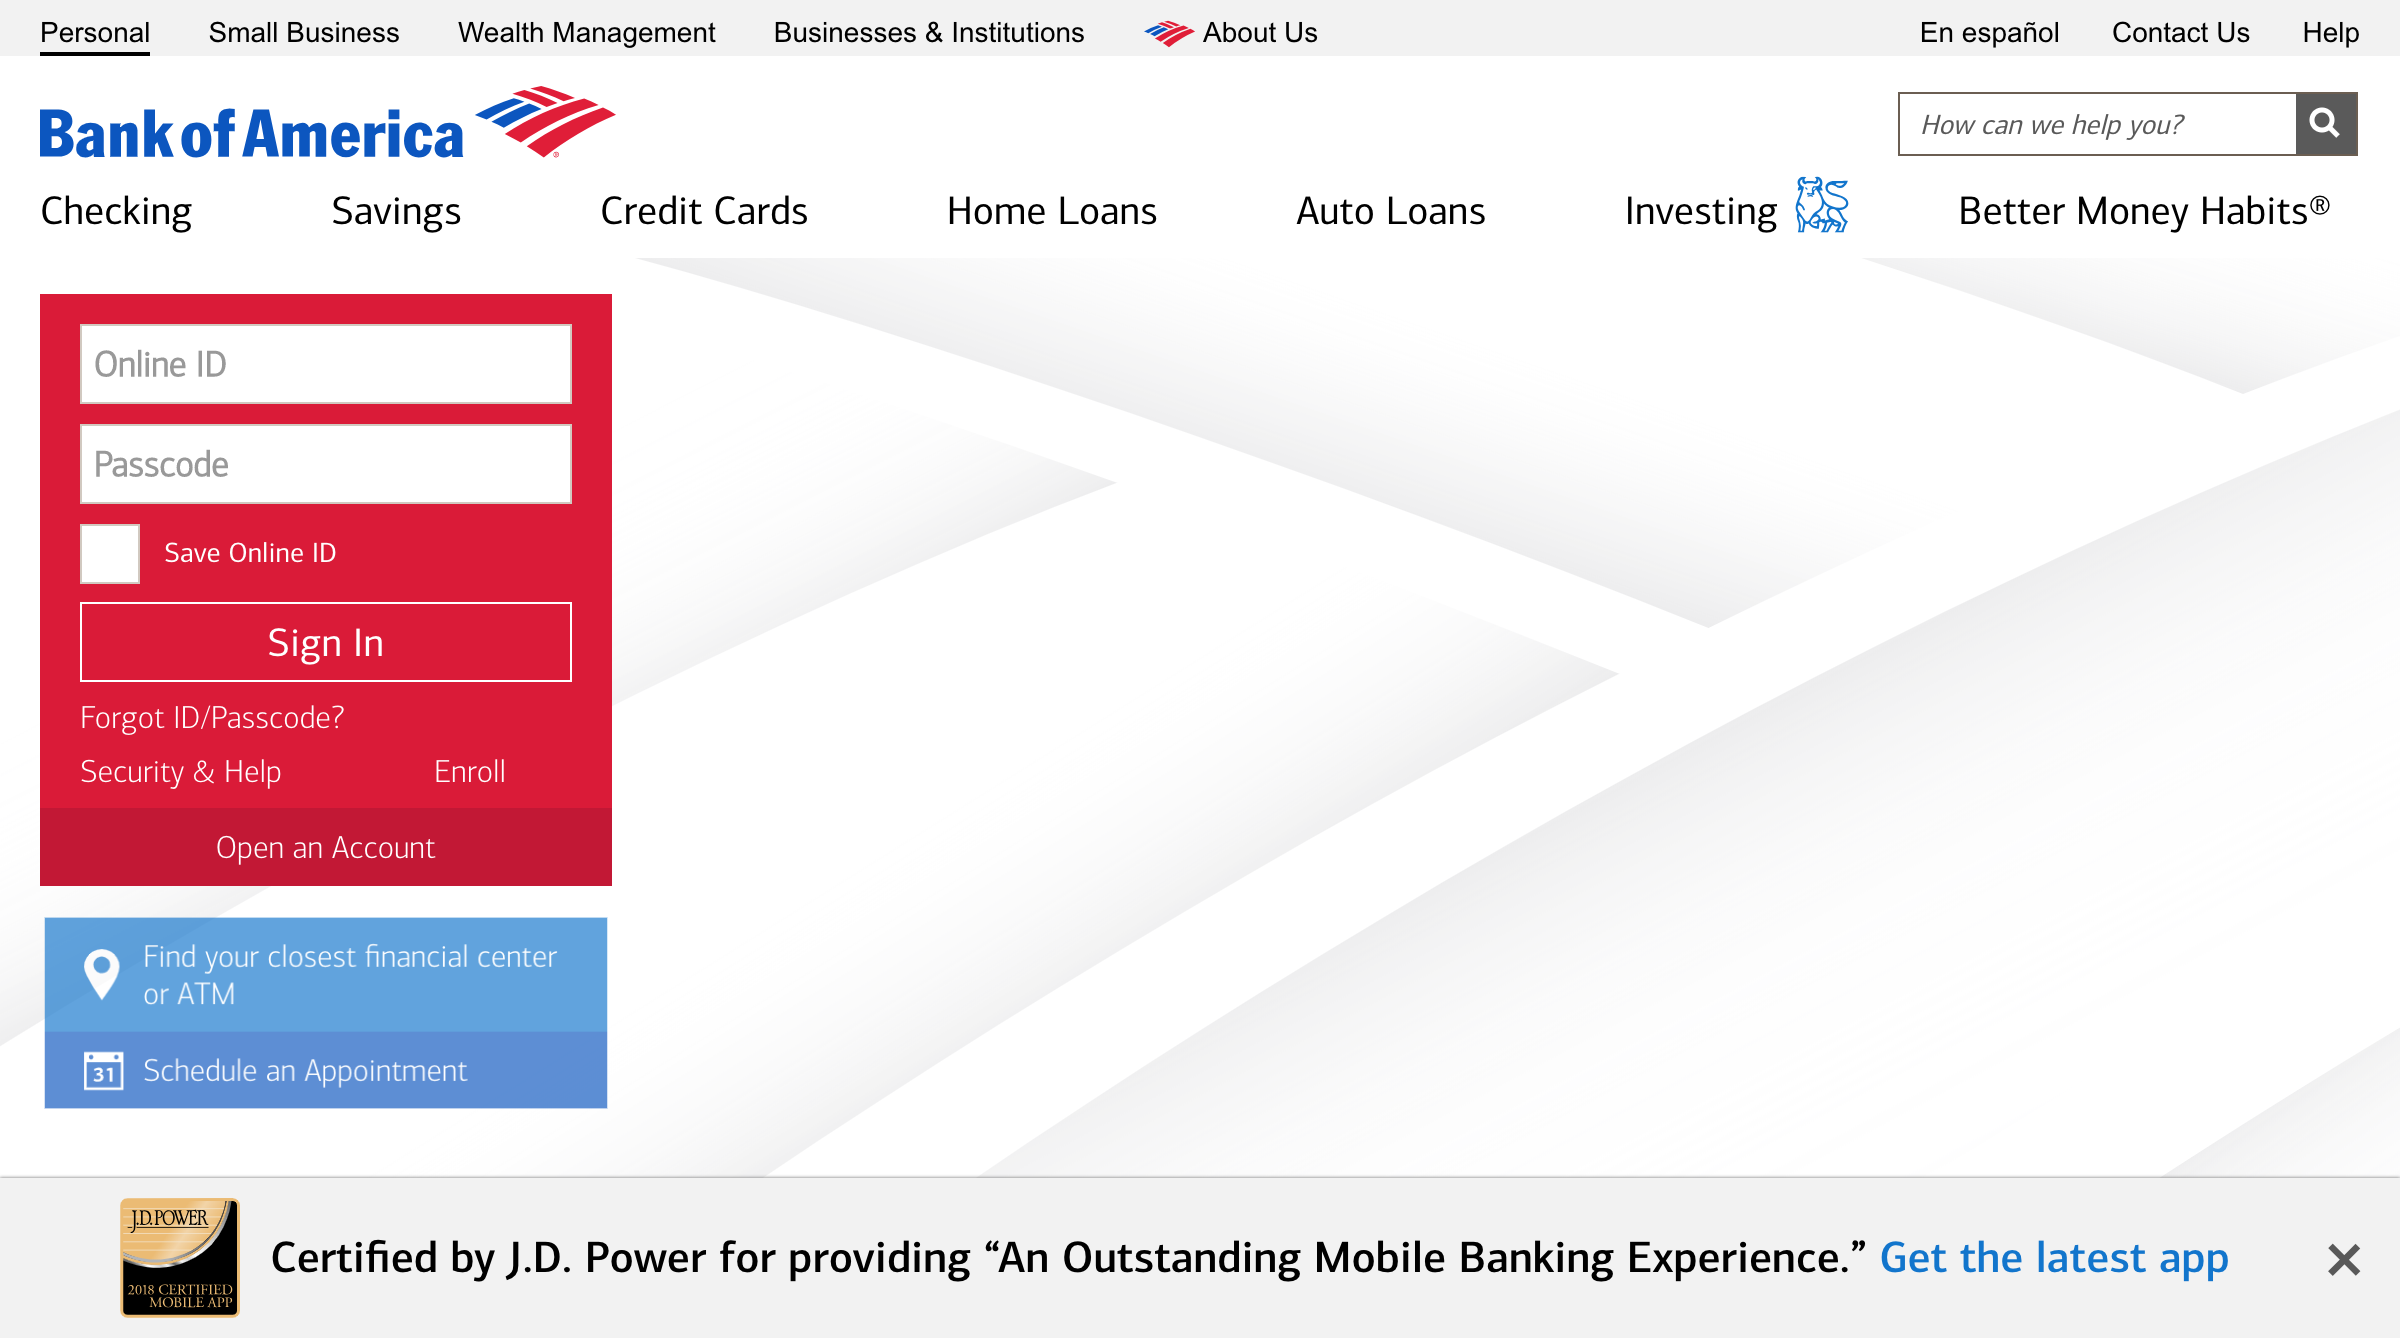 Personal Small Business Wealth Management Businesses & Institutions About Us En español Contact Us Help
Bank of America
How can we help you?
Checking Savings Credit Cards Home Loans Auto Loans Investing Better Money Habits®
Online ID
Passcode
Save Online ID
Sign In
Forgot ID/Passcode?
Security & Help Enroll
Open an Account
Find your closest financial center
or ATM
31 Schedule an Appointment
J.D. POWER
2018 CERTIFIED
MOBILE APP
Certified by J.D. Power for providing “An Outstanding Mobile Banking Experience.” Get the latest app